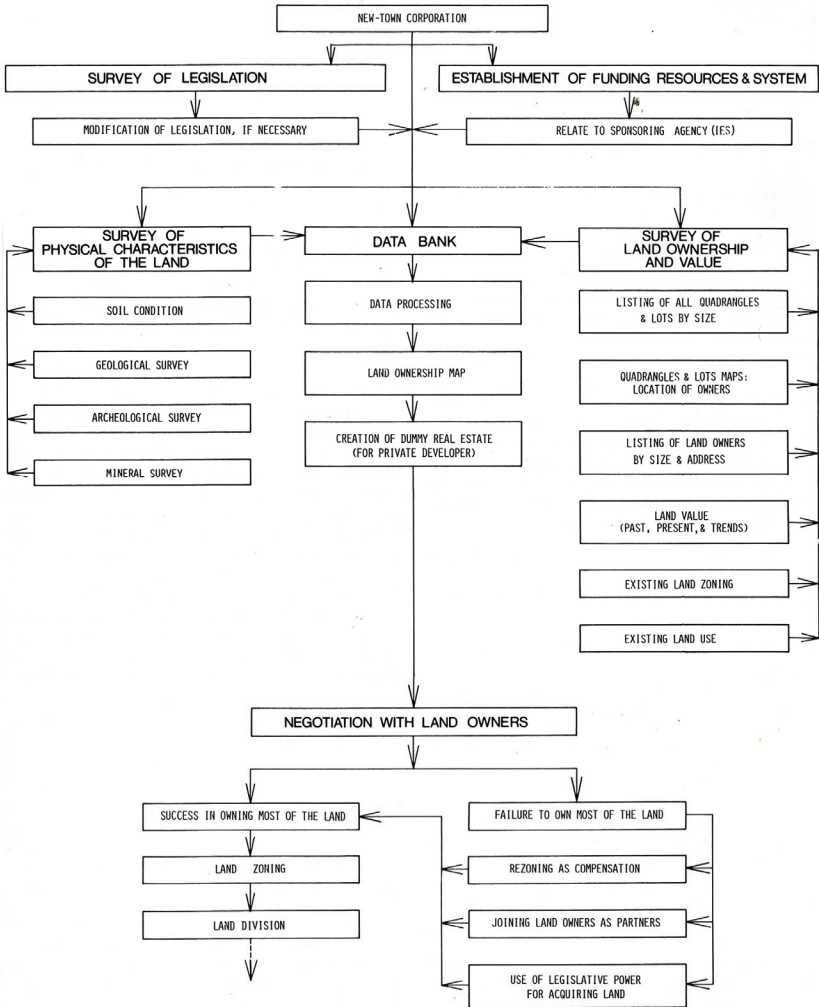 NEW-TOWN CORPORATION
SURVEY OF LEGISLATION
ESTABLISHMENT OF FUNDING RESOURCES & SYSTEM
MODIFICATION OF LEGISLATION, IF NECESSARY
RELATE TO SPONSORING AGENCY (IES)
SURVEY OF
PHYSICAL CHARACTERISTICS
OF THE LAND
DATA BANK
SURVEY OF
LAND OWNERSHIP
AND VALUE
SOIL CONDITION
GEOLOGICAL SURVEY
ARCHEOLOGICAL SURVEY
MINERAL SURVEY
DATA PROCESSING
LAND OWNERSHIP MAP
CREATION OF DUMMY REAL ESTATE
(FOR PRIVATE DEVELOPER)
LISTING OF ALL QUADRANGLES
& LOTS BY SIZE
QUADRANGLES & LOTS MAPS:
LOCATION OF OWNERS
LISTING OF LAND OWNERS
BY SIZE & ADDRESS
LAND VALUE
(PAST, PRESENT,& TRENDS)
EXISTING LAND ZONING
EXISTING LAND USE
NEGOTIATION WITH LAND OWNERS
SUCCESS IN OWNING MOST OF THE LAND
LAND ZONING
LAND DIVISION
FAILURE TO OWN MOST OF THE LAND
REZONING AS COMPENSATION
JOINING LAND OWNERS AS PARTNERS
USE OF LEGISLATIVE POWER
FOR ACQUIRING LAND